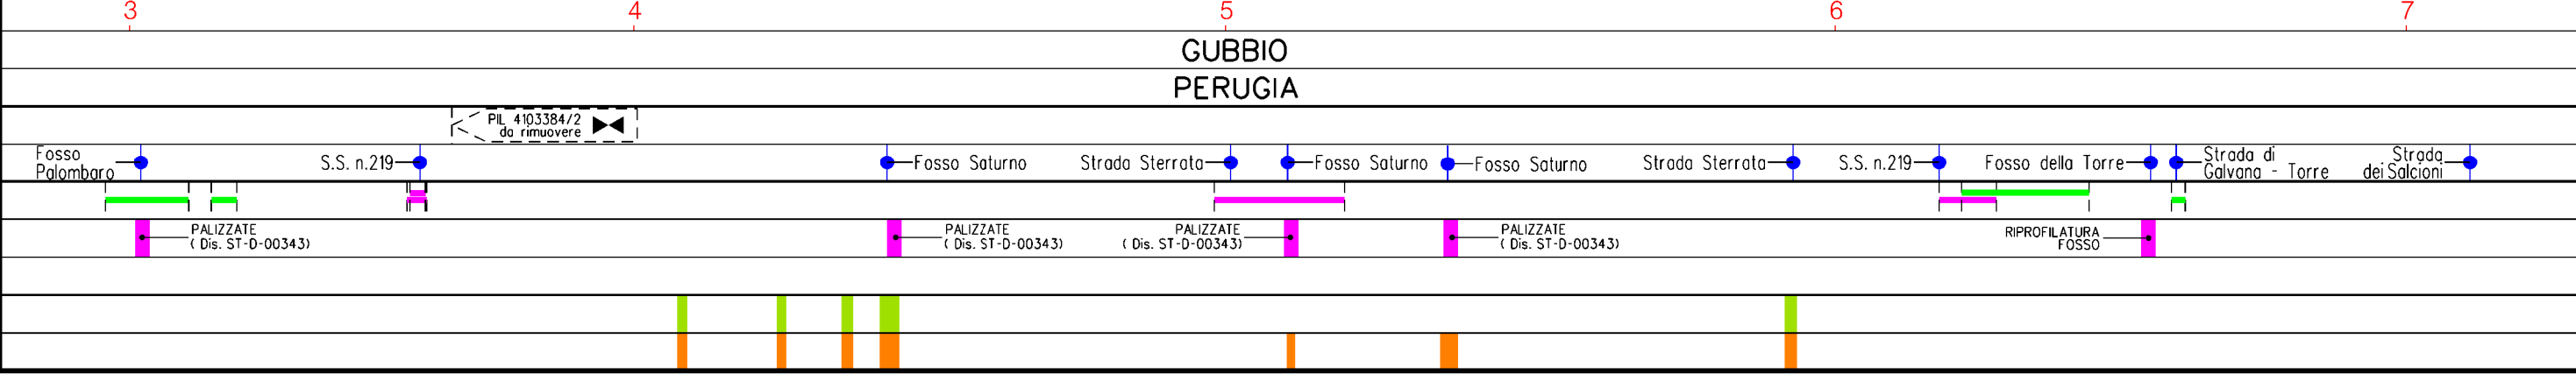 3 4 5 6 7
GUBBIO
PERUGIA
PIL 4103384/2
da rimuovere
Fosso
Palombaro
S.S. n.219
Fosso Saturno
Strada Sterrata
Fosso Saturno
Fosso Saturno
Strada Sterrata
S.S. n.219
Fosso della Torre
Strada di
Galvana - Torre
Strada
dei Salcioni
PALIZZATE
( Dis. ST-D-00343)
PALIZZATE
( Dis. ST-D-00343)
PALIZZATE
( Dis. ST-D-00343)
PALIZZATE
( Dis. ST-D-00343)
RIPROFILATURA
FOSSO